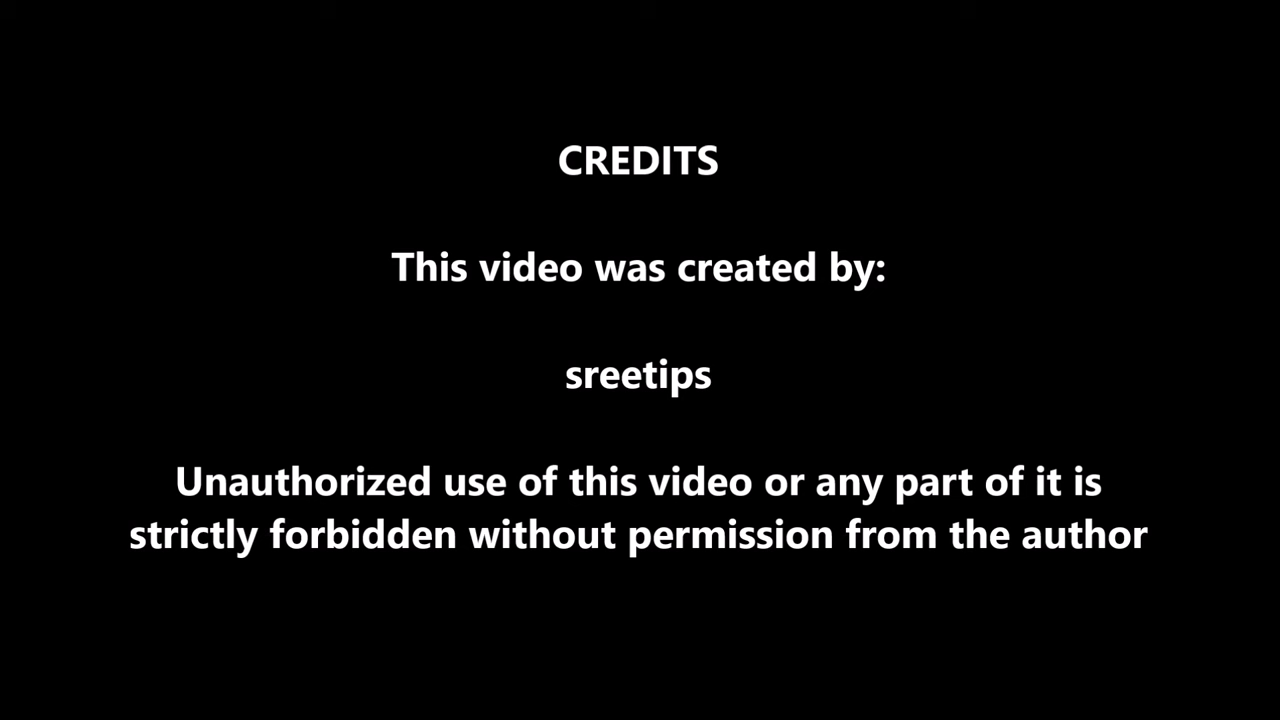 CREDITS
This video was created by:
sreetips
Unauthorized use of this video or any part of it is
strictly forbidden without permission from the author